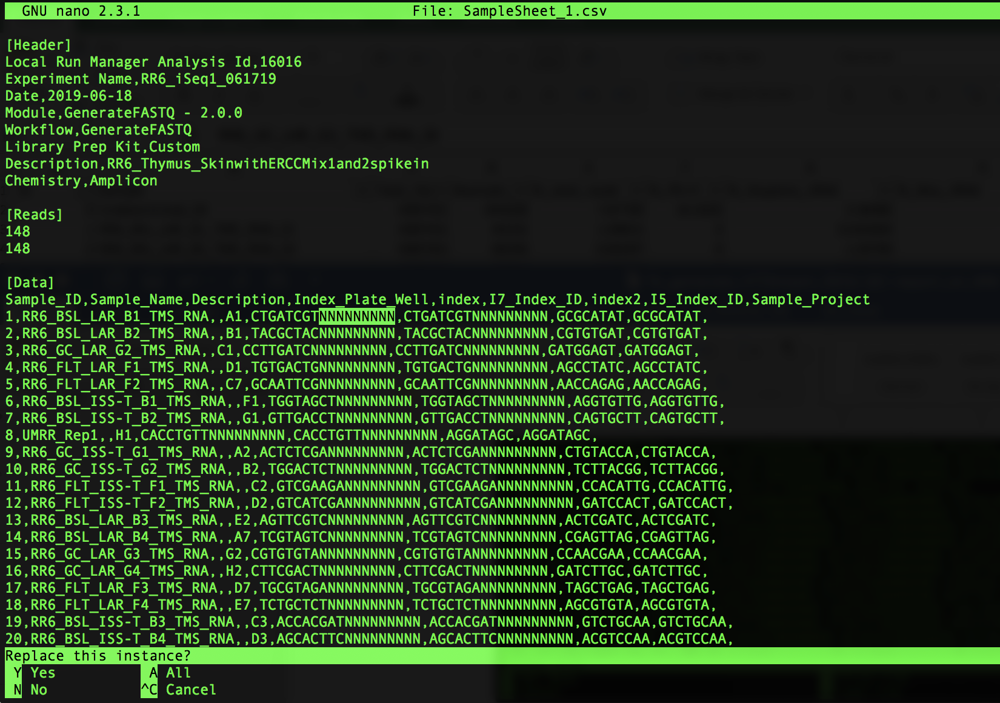 GNU nano 2.3.1 File: SampleSheet_1.csv
[Header]
Local Run Manager Analysis Id,16016
Experiment Name,RR6_iSeq1_061719
Date,2019-06-18
Module,GenerateFASTQ - 2.0.0
Workflow,GenerateFASTQ
Library Prep Kit,Custom
Description,RR6_Thymus_SkinwithERCCMix1and2spikein
Chemistry,Amplicon
[Reads]
148
148
[Data]
Sample_ID,Sample_Name,Description,Index_Plate_Well,index,I7_Index_ID,index2,I5_Index_ID,Sample_Project
1,RR6_BSL_LAR_B1_TMS_RNA,,A1,CTGATCGTNNNNNNNNN,CTGATCGTNNNNNNNNN,GCGCATAT,GCGCATAT,
2,RR6_BSL_LAR_B2_TMS_RNA,,B1,TACGCTACNNNNNNNNN,TACGCTACNNNNNNNNN,CGTGTGAT,CGTGTGAT,
3,RR6_GC_LAR_G2_TMS_RNA,,C1,CCTTGATCNNNNNNNNN,CCTTGATCNNNNNNNNN,GATGGAGT,GATGGAGT,
4,RR6_FLT_LAR_F1_TMS_RNA,,D1,TGTGACTGNNNNNNNNN,TGTGACTGNNNNNNNNN,AGCCTATC,AGCCTATC,
5,RR6_FLT_LAR_F2_TMS_RNA,,C7,GCAATTCGNNNNNNNNN,GCAATTCGNNNNNNNNN,AACCAGAG,AACCAGAG,
6,RR6_BSL_ISS-T_B1_TMS_RNA,,F1,TGGTAGCTNNNNNNNNN,TGGTAGCTNNNNNNNNN,AGGTGTTG,AGGTGTTG,
7,RR6_BSL_ISS-T_B2_TMS_RNA,,G1,GTTGACCTNNNNNNNNN,GTTGACCTNNNNNNNNN,CAGTGCTT,CAGTGCTT,
8,UMRR_Rep1,,H1,CACCTGTTNNNNNNNNN,CACCTGTTNNNNNNNNN,AGGATAGC,AGGATAGC,
9,RR6_GC_ISS-T_G1_TMS_RNA,,A2,ACTCTCGANNNNNNNNN,ACTCTCGANNNNNNNNN,CTGTACCA,CTGTACCA,
10,RR6_GC_ISS-T_G2_TMS_RNA,,B2,TGGACTCTNNNNNNNNN,TGGACTCTNNNNNNNNN,TCTTACGG,TCTTACGG,
11,RR6_FLT_ISS-T_F1_TMS_RNA,,C2,GTCGAAGANNNNNNNNN,GTCGAAGANNNNNNNNN,CCACATTG,CCACATTG,
12,RR6_FLT_ISS-T_F2_TMS_RNA,,D2,GTCATCGANNNNNNNNN,GTCATCGANNNNNNNNN,GATCCACT,GATCCACT,
13,RR6_BSL_LAR_B3_TMS_RNA,,E2,AGTTCGTCNNNNNNNNN,AGTTCGTCNNNNNNNNN,ACTCGATC,ACTCGATC,
14,RR6_BSL_LAR_B4_TMS_RNA,,A7,TCGTAGTCNNNNNNNNN,TCGTAGTCNNNNNNNNN,CGAGTTAG,CGAGTTAG,
15,RR6_GC_LAR_G3_TMS_RNA,,G2,CGTGTGTANNNNNNNNN,CGTGTGTANNNNNNNNN,CCAACGAA,CCAACGAA,
16,RR6_GC_LAR_G4_TMS_RNA,,H2,CTTCGACTNNNNNNNNN,CTTCGACTNNNNNNNNN,GATCTTGC,GATCTTGC,
17,RR6_FLT_LAR_F3_TMS_RNA,,D7,TGCGTAGANNNNNNNNN,TGCGTAGANNNNNNNNN,TAGCTGAG,TAGCTGAG,
18,RR6_FLT_LAR_F4_TMS_RNA,,E7,TCTGCTCTNNNNNNNNN,TCTGCTCTNNNNNNNNN,AGCGTGTA,AGCGTGTA,
19,RR6_BSL_ISS-T_B3_TMS_RNA,,C3,ACCACGATNNNNNNNNN,ACCACGATNNNNNNNNN,GTCTGCAA,GTCTGCAA,
20,RR6_BSL_ISS-T_B4_TMS_RNA,,D3,AGCACTTCNNNNNNNNN,AGCACTTCNNNNNNNNN,ACGTCCAA,ACGTCCAA,
Replace this instance?
Y Yes A All
N No ^C Cancel